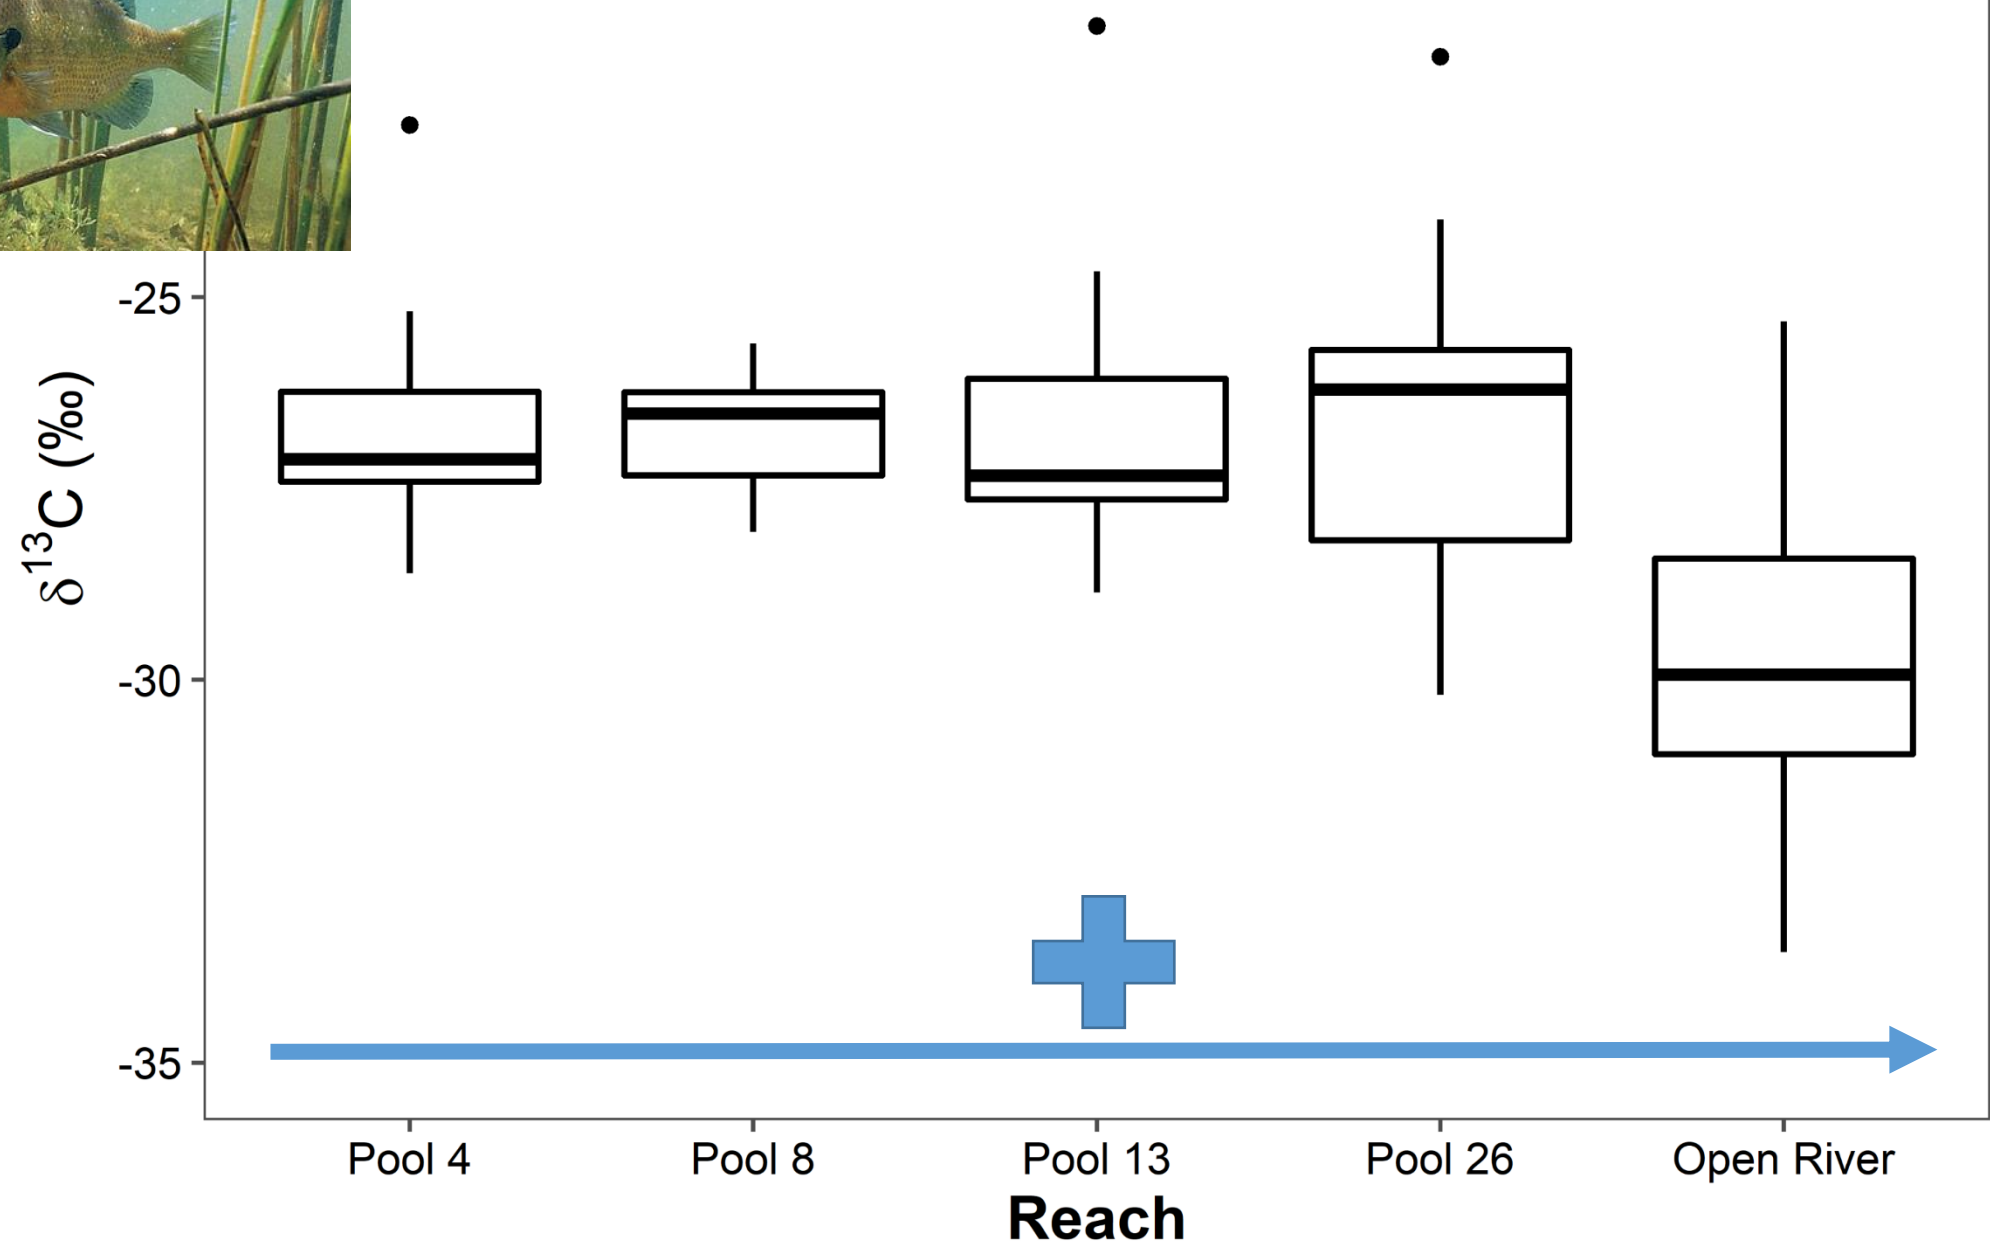 -25
-30
-35
δ¹³C (‰)
Pool 4 Pool 8 Pool 13 Pool 26 Open River
Reach